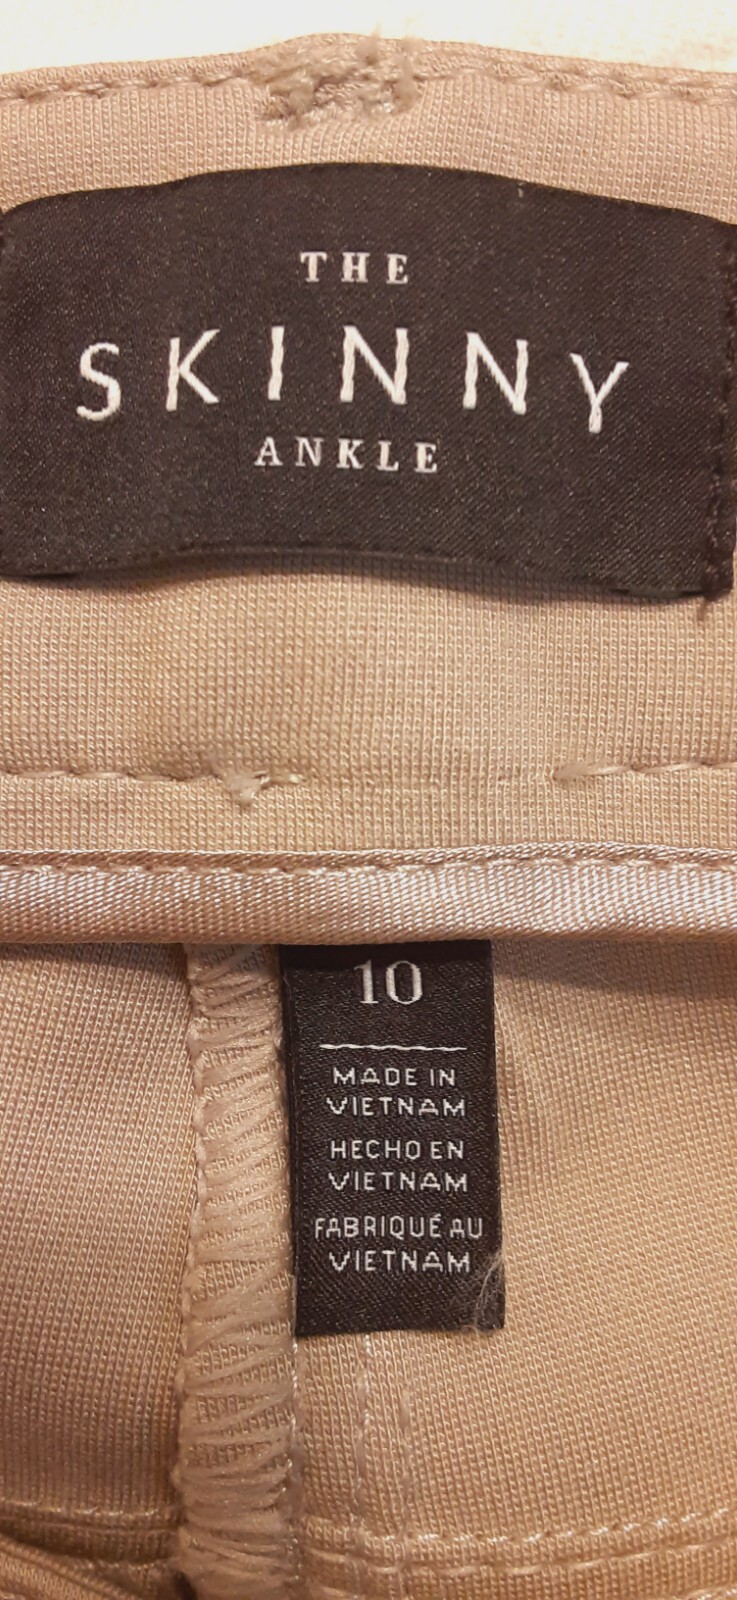 THE
SKINNY
ANKLE
10
MADE IN
VIETNAM
HECHO EN
VIETNAM
FABRIQUÉ AU
VIETNAM